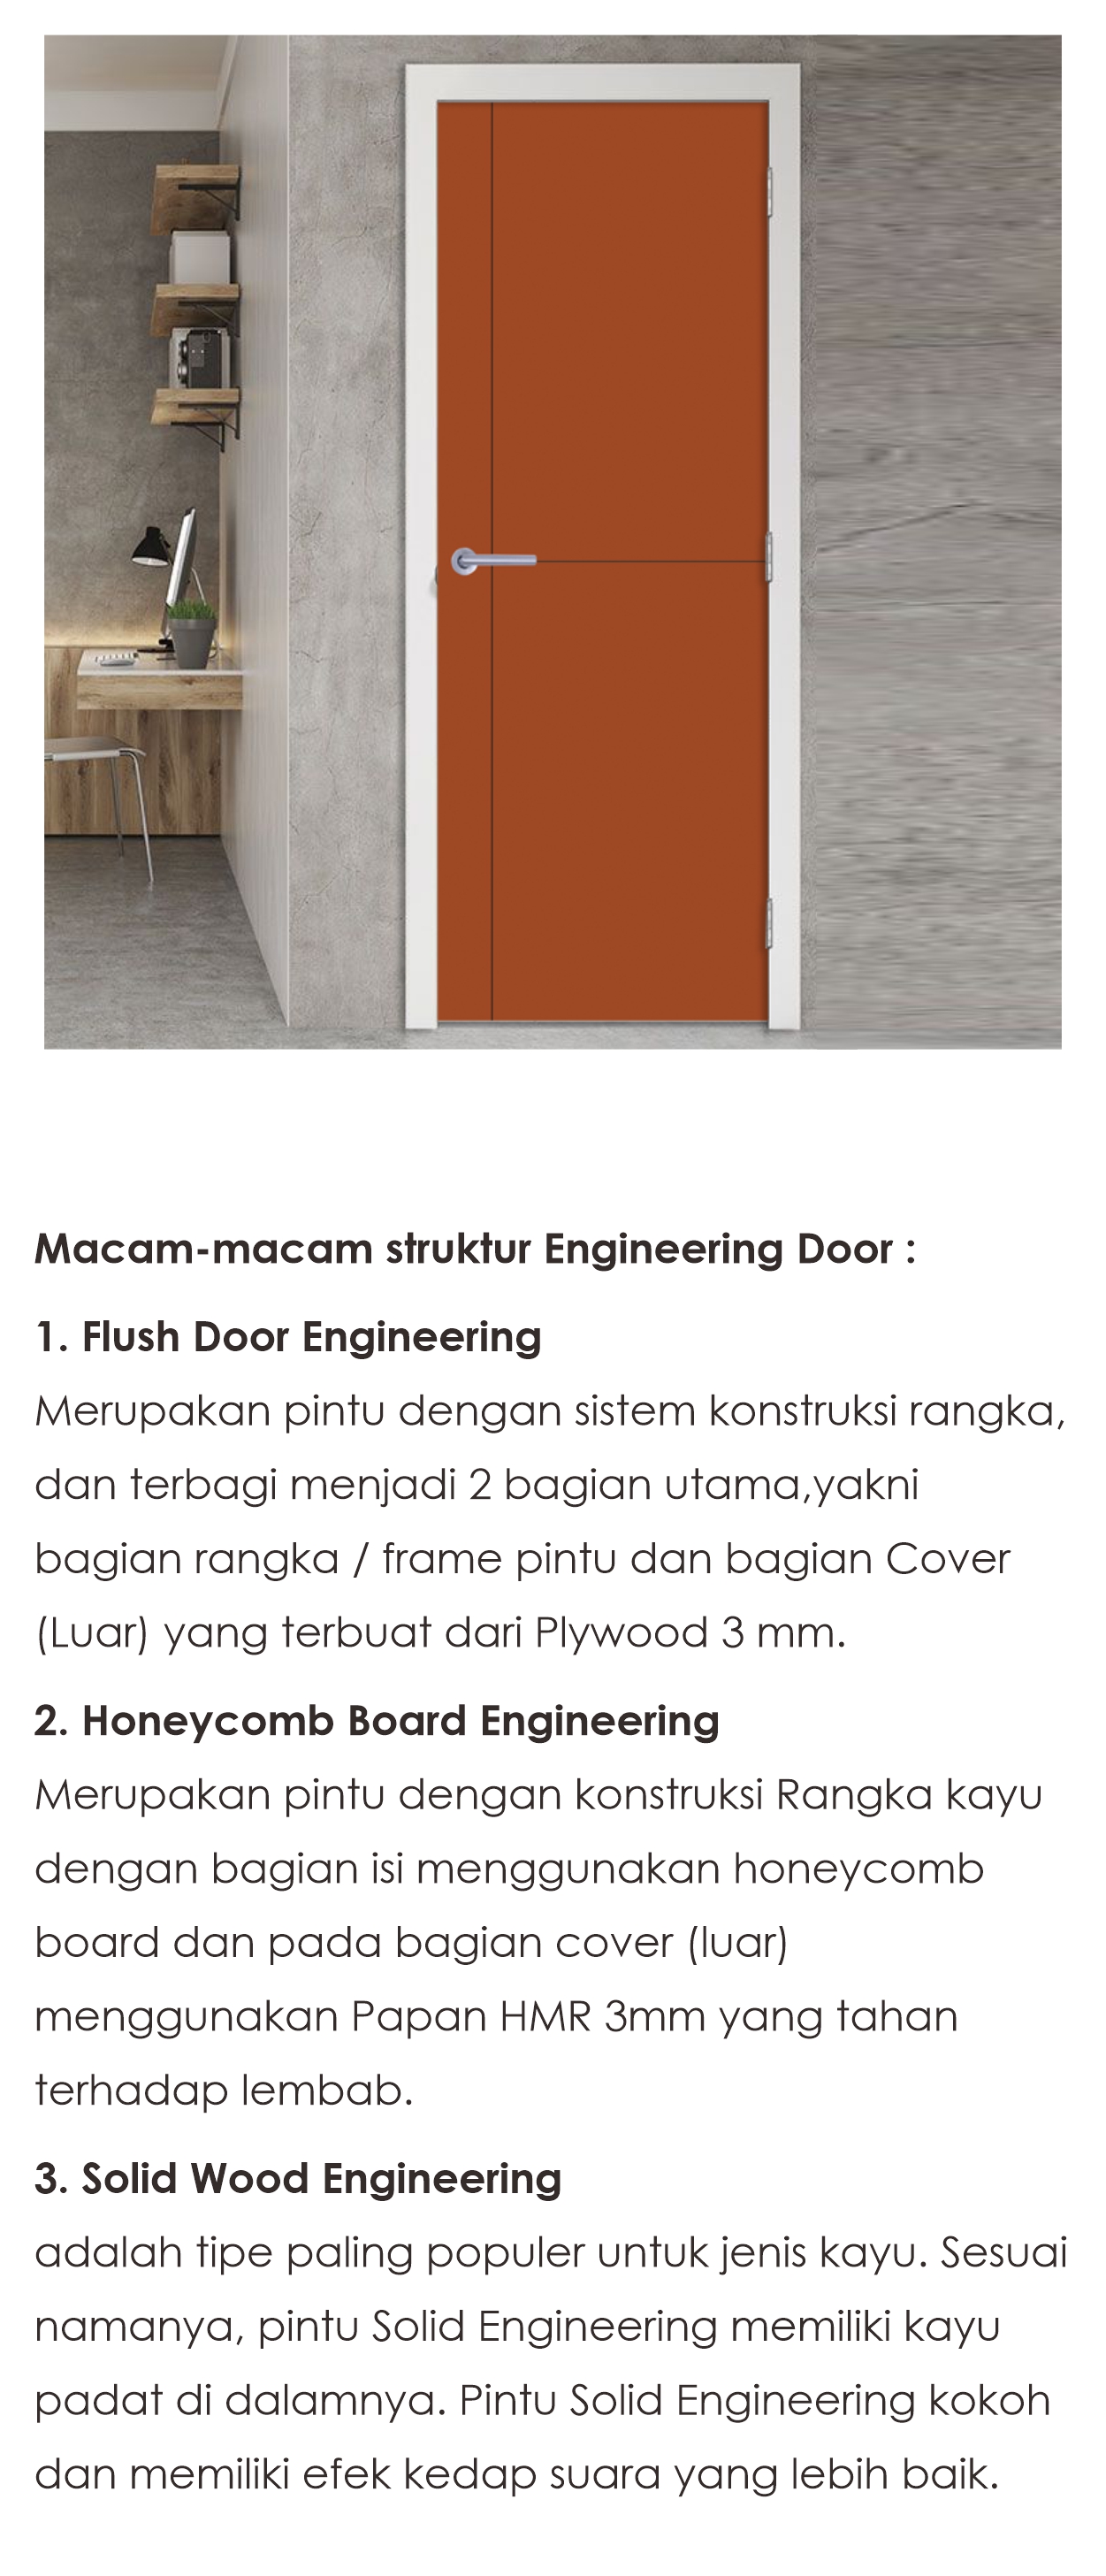 Macam-macam struktur Engineering Door :
1. Flush Door Engineering
Merupakan pintu dengan sistem konstruksi rangka,
dan terbagi menjadi 2 bagian utama,yakni
bagian rangka / frame pintu dan bagian Cover
(Luar) yang terbuat dari Plywood 3 mm.
2. Honeycomb Board Engineering
Merupakan pintu dengan konstruksi Rangka kayu
dengan bagian isi menggunakan honeycomb
board dan pada bagian cover (luar)
menggunakan Papan HMR 3mm yang tahan
terhadap lembab.
3. Solid Wood Engineering
adalah tipe paling populer untuk jenis kayu. Sesuai
namanya, pintu Solid Engineering memiliki kayu
padat di dalamnya. Pintu Solid Engineering kokoh
dan memiliki efek kedap suara yang lebih baik.